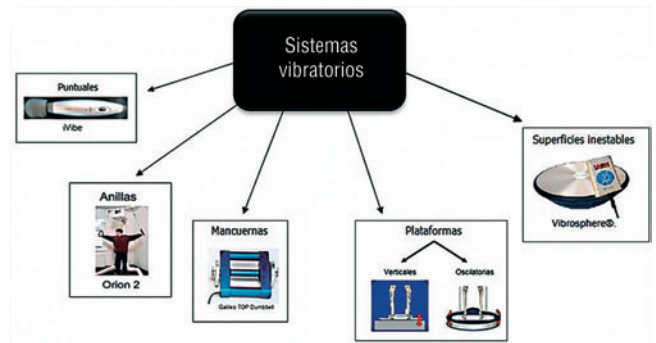 Sistemas
vibratorios
Puntuales
iVibe
Anillas
Orion 2
Mancuernas
Galileo TOP Dumbbell
Plataformas
Verticales
Oscilatorias
Superficies inestables
Vibrosphere®.